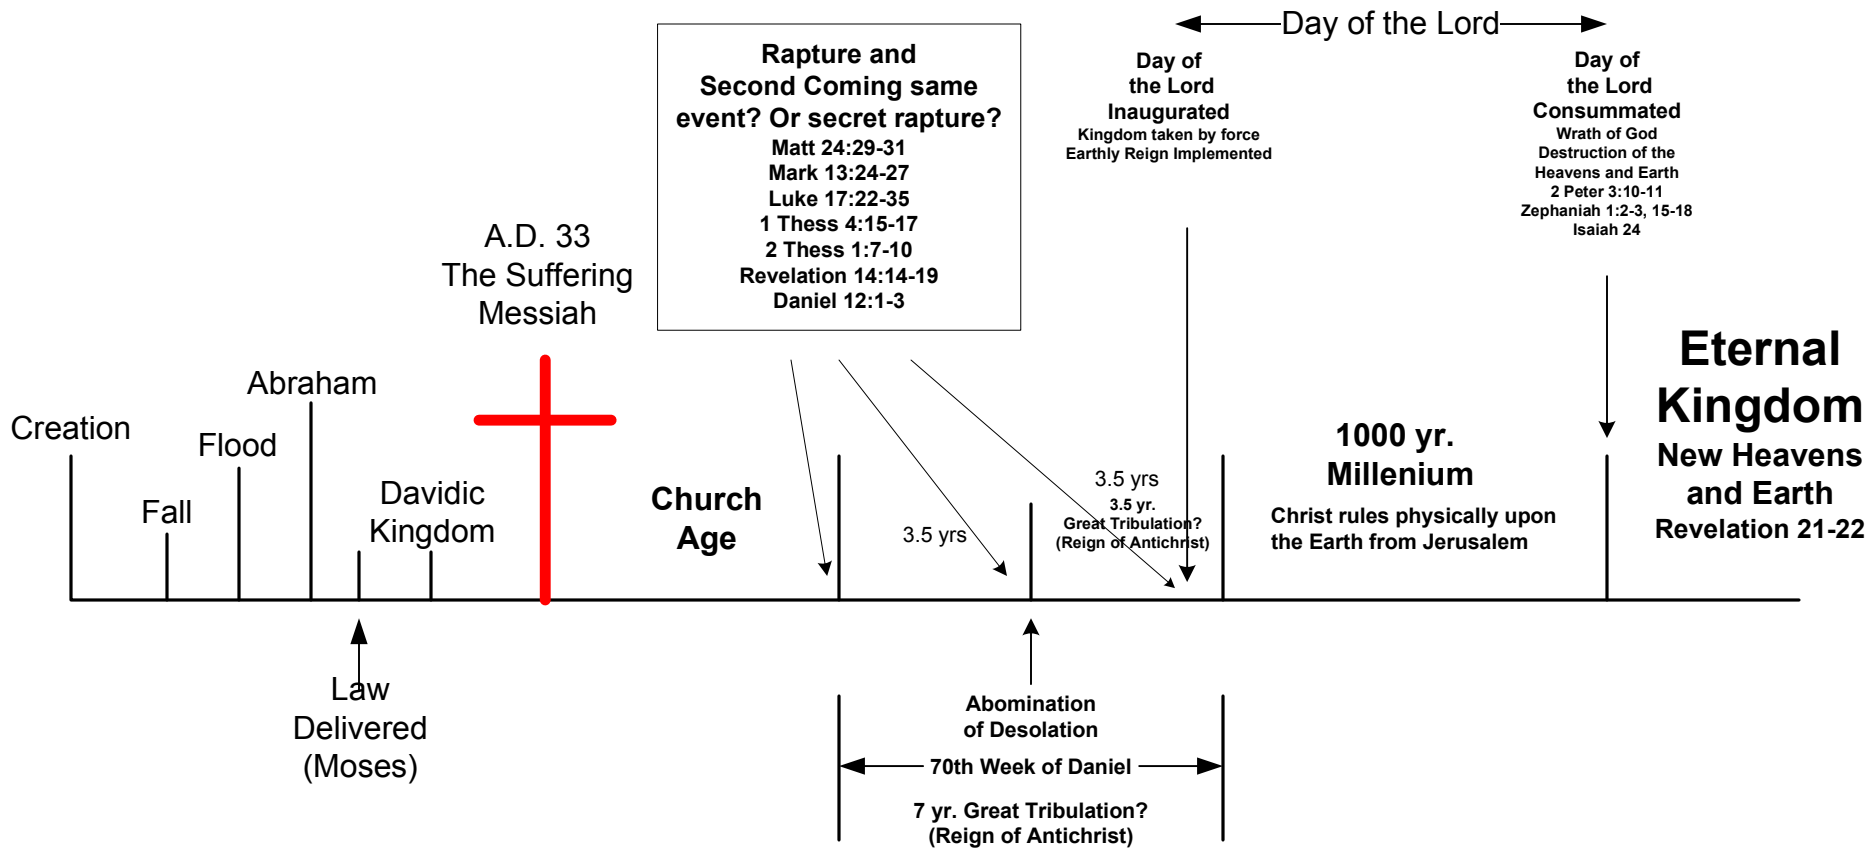 Day of the Lord
Rapture and
Second Coming same
event? Or secret rapture?
Matt 24:29-31
Mark 13:24-27
Luke 17:22-35
1 Thess 4:15-17
2 Thess 1:7-10
Revelation 14:14-19
Daniel 12:1-3
Day of
the Lord
Inaugurated
Kingdom taken by force
Earthly Reign Implemented
Day of
the Lord
Consummated
Wrath of God
Destruction of the
Heavens and Earth
2 Peter 3:10-11
Zephaniah 1:2-3, 15-18
Isaiah 24
A.D. 33
The Suffering
Messiah
Creation
Fall
Flood
Abraham
Davidic
Kingdom
Church
Age
3.5 yrs
3.5 yrs
3.5 yr.
Great Tribulation?
(Reign of Antichrist)
1000 yr.
Millenium
Christ rules physically upon
the Earth from Jerusalem
Eternal
Kingdom
New Heavens
and Earth
Revelation 21-22
Law
Delivered
(Moses)
Abomination
of Desolation
70th Week of Daniel
7 yr. Great Tribulation?
(Reign of Antichrist)